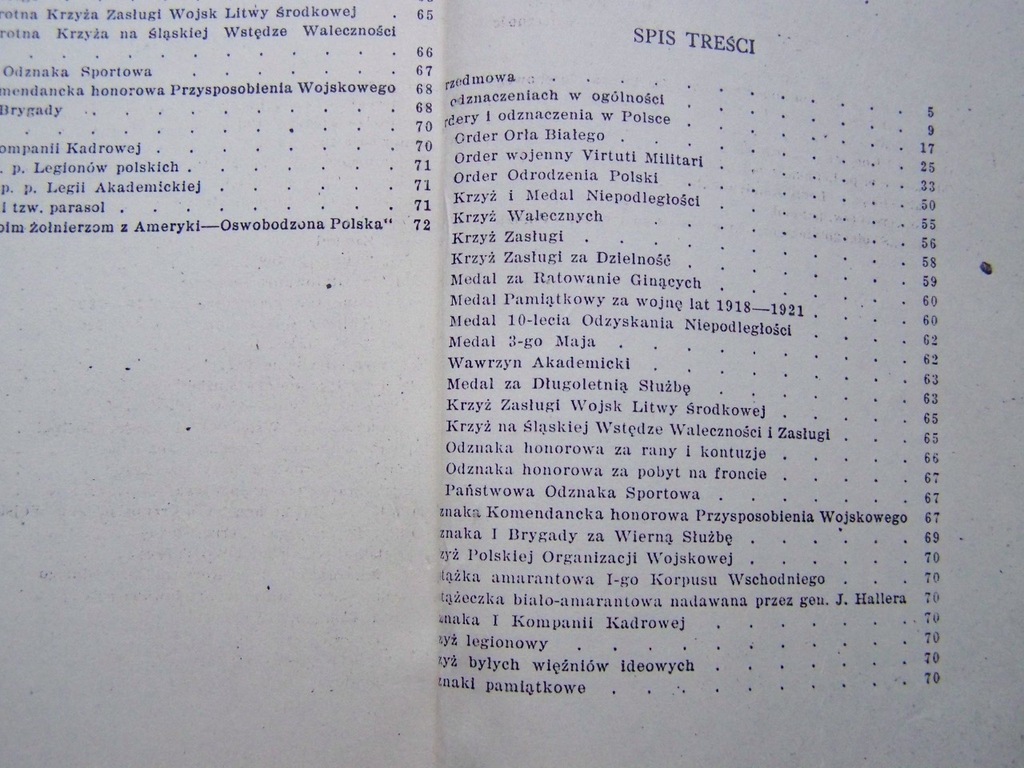 rotna Krzyża Zasługi Wojsk Litwy Środkowej . 65
rotna Krzyża na Śląskiej Wstędze Waleczności
. . . . . . . . . . . 66
Odznaka Sportowa . . . . . . . 67
mendancka honorowa Przysposobienia Wojskowego 68
Brygady . . . . . . . . . 68
. . . . . . . . . . . 70
ompanii Kadrowej . . . . . . . 70
. p. Legionów polskich . . . . . . 71
p. p. Legii Akademickiej . . . . . . 71
i tzw. parasol . . . . . . . . 71
oim żołnierzom z Ameryki—Oswobodzona Polska“ 72
SPIS TREŚCI
rzedmowa . . . . . . . . . . 5
odznaczeniach w ogólności . . . . . . . 9
rdery i odznaczenia w Polsce . . . . . . . 17
Order Orła Białego . . . . . . . . 25
Order wojenny Virtuti Militari . . . . . . 33
Order Odrodzenia Polski . . . . . . . 50
Krzyż i Medal Niepodległości . . . . . . 55
Krzyż Walecznych . . . . . . . . 56
Krzyż Zasługi . . . . . . . . . 58
Krzyż Zasługi za Dzielność . . . . . . . 59
Medal za Ratowanie Ginących . . . . . . 60
Medal Pamiątkowy za wojnę lat 1918—1921 . . . . 60
Medal 10-lecia Odzyskania Niepodległości . . . . 62
Medal 3-go Maja . . . . . . . . 62
Wawrzyn Akademicki . . . . . . . . 63
Medal za Długoletnią Służbę . . . . . . . 63
Krzyż Zasługi Wojsk Litwy Środkowej . . . . . 65
Krzyż na Śląskiej Wstędze Waleczności i Zasługi . . . 65
Odznaka honorowa za rany i kontuzje . . . . . 66
Odznaka honorowa za pobyt na froncie . . . . . 67
Państwowa Odznaka Sportowa . . . . . . . 67
znaka Komendancka honorowa Przysposobienia Wojskowego 67
znaka I Brygady za Wierną Służbę . . . . . . 69
zyż Polskiej Organizacji Wojskowej . . . . . . 70
tążka amarantowa I-go Korpusu Wschodniego . . . 70
tążeczka biało-amarantowa nadawana przez gen. J. Hallera 70
znaka I Kompanii Kadrowej . . . . . . . 70
zyż legionowy . . . . . . . . . . 70
zyż byłych więźniów ideowych . . . . . . . 70
znaki pamiątkowe . . . . . . . . . . 70